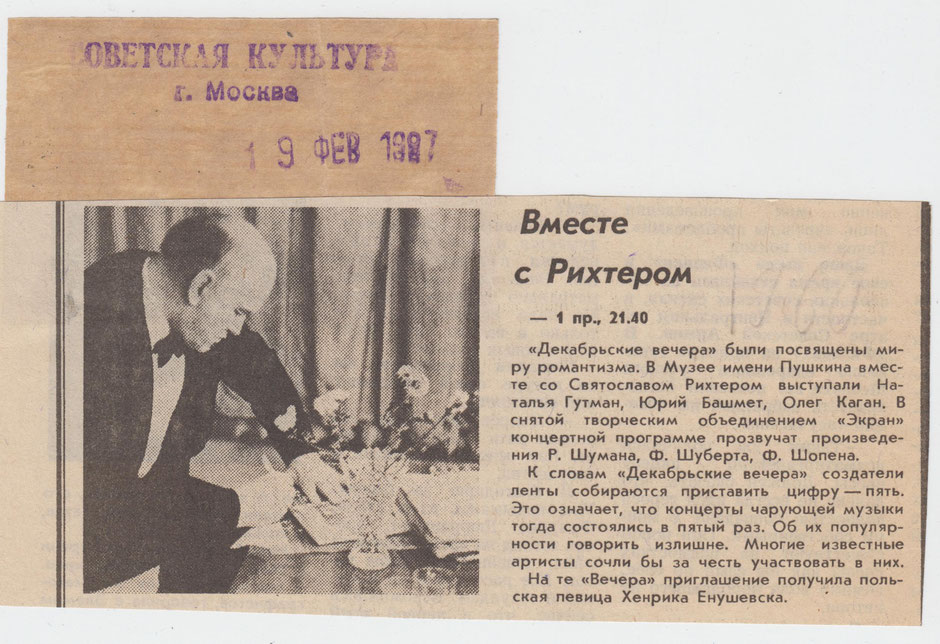 СОВЕТСКАЯ КУЛЬТУРА
г. Москва
19 ФЕВ 1987
Вместе
с Рихтером
— 1 пр., 21.40
«Декабрьские вечера» были посвящены ми-
ру романтизма. В Музее имени Пушкина вмес-
те со Святославом Рихтером выступали На-
талья Гутман, Юрий Башмет, Олег Каган. В
снятой творческим объединением «Экран»
концертной программе прозвучат произведе-
ния Р. Шумана, Ф. Шуберта, Ф. Шопена.
К словам «Декабрьские вечера» создатели
ленты собираются приставить цифру — пять.
Это означает, что концерты чарующей музыки
тогда состоялись в пятый раз. Об их популяр-
ности говорить излишне. Многие известные
артисты сочли бы за честь участвовать в них.
На те «Вечера» приглашение получила поль-
ская певица Хенрика Енушевска.